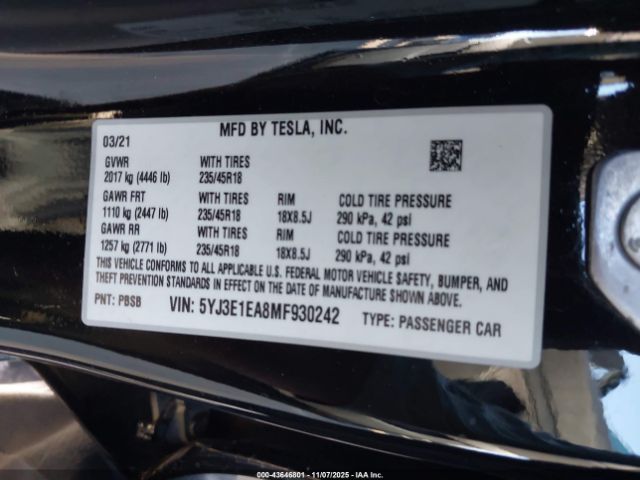 MFD BY TESLA, INC.
03/21
GVWR WITH TIRES
2017 kg (4446 lb) 235/45R18
GAWR FRT WITH TIRES RIM COLD TIRE PRESSURE
1110 kg (2447 lb) 235/45R18 18X8.5J 290 kPa, 42 psi
GAWR RR WITH TIRES RIM COLD TIRE PRESSURE
1257 kg (2771 lb) 235/45R18 18X8.5J 290 kPa, 42 psi
THIS VEHICLE CONFORMS TO ALL APPLICABLE U.S. FEDERAL MOTOR VEHICLE SAFETY, BUMPER, AND
THEFT PREVENTION STANDARDS IN EFFECT ON THE DATE OF MANUFACTURE SHOWN ABOVE.
PNT: PBSB VIN: 5YJ3E1EA8MF930242 TYPE: PASSENGER CAR
000-43646801 - 11/07/2025 - IAA Inc.